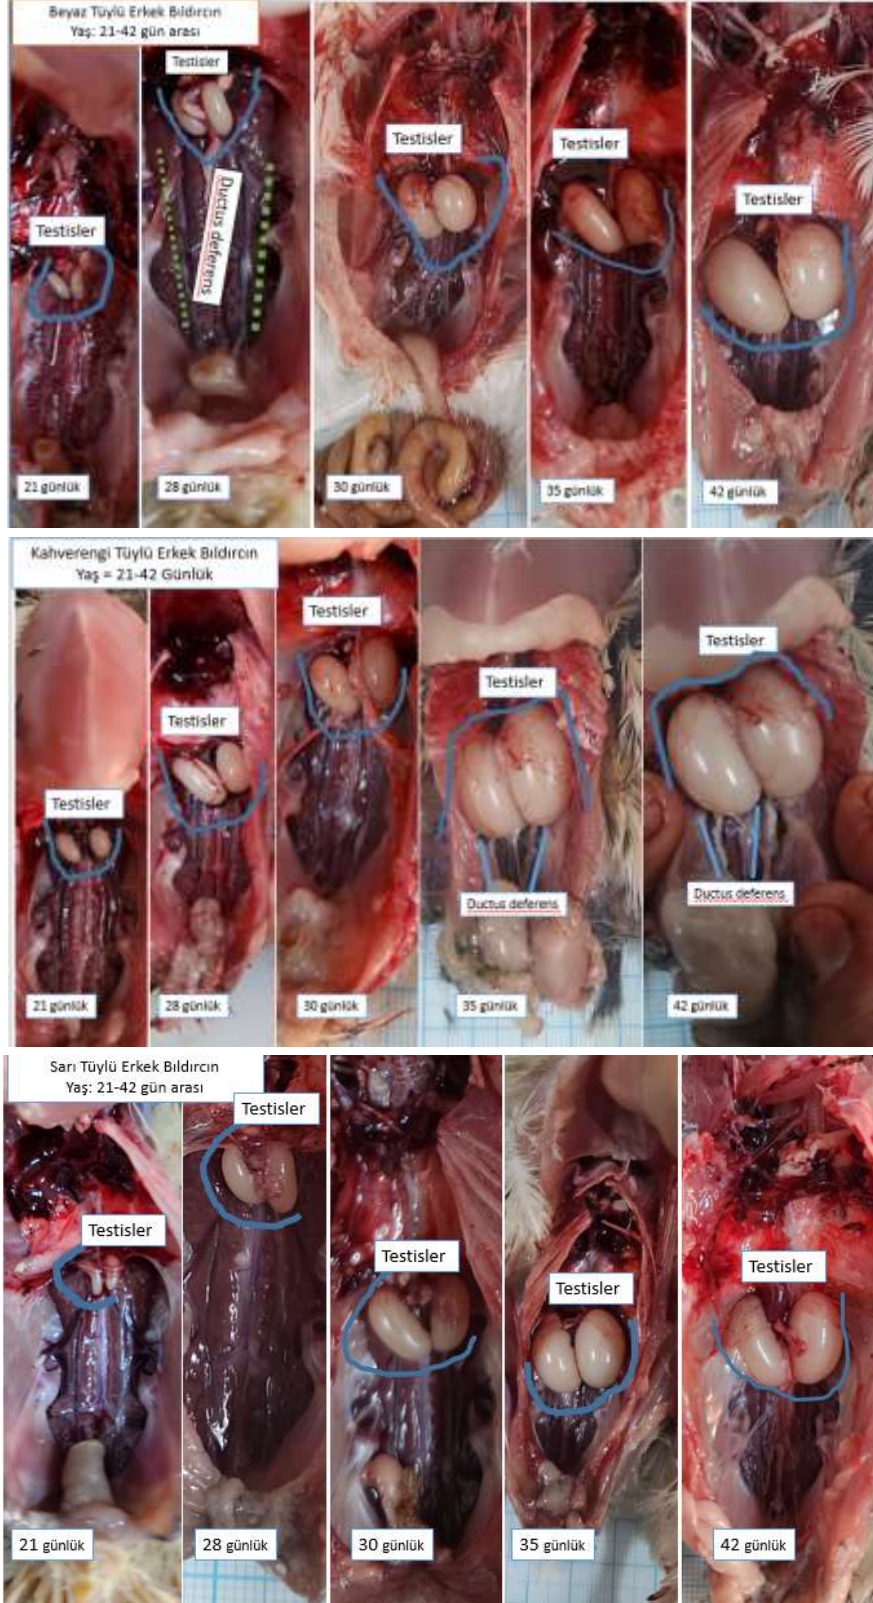 Beyaz Tüylü Erkek Bıldırcın
Yaş: 21-42 gün arası
Testisler
Testisler
Ductus deferens
Testisler
Testisler
Testisler
21 günlük
28 günlük
30 günlük
35 günlük
42 günlük
Kahverengi Tüylü Erkek Bıldırcın
Yaş = 21-42 Günlük
Testisler
Testisler
Testisler
Testisler
Testisler
Ductus deferens
Ductus deferens
21 günlük
28 günlük
30 günlük
35 günlük
42 günlük
Sarı Tüylü Erkek Bıldırcın
Yaş: 21-42 gün arası
Testisler
Testisler
Testisler
Testisler
Testisler
21 günlük
28 günlük
30 günlük
35 günlük
42 günlük